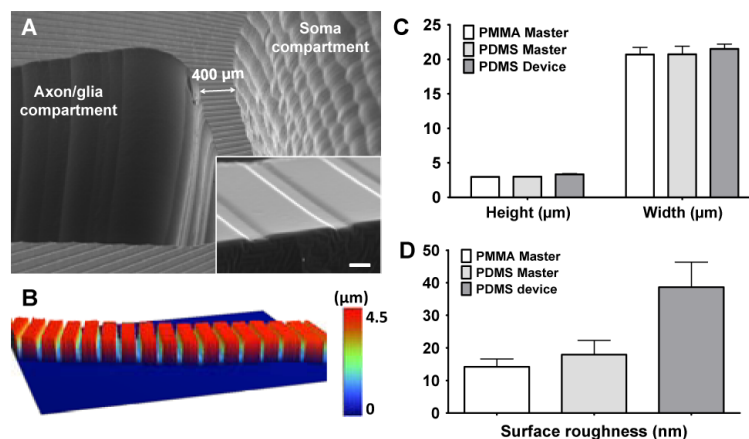 A
Soma
compartment
400 µm
Axon/glia
compartment
B
(µm)
4.5
0
C
PMMA Master
PDMS Master
PDMS Device
25
20
15
10
5
0
Height (µm)
Width (µm)
D
PMMA Master
PDMS Master
PDMS device
50
40
30
20
10
0
Surface roughness (nm)